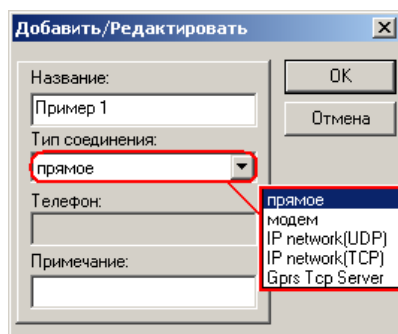 Добавить/Редактировать
Название:
OK
Пример 1
Отмена
Тип соединения:
прямое
Телефон:
прямое
модем
IP network(UDP)
IP network(TCP)
Gprs Tcp Server
Примечание: